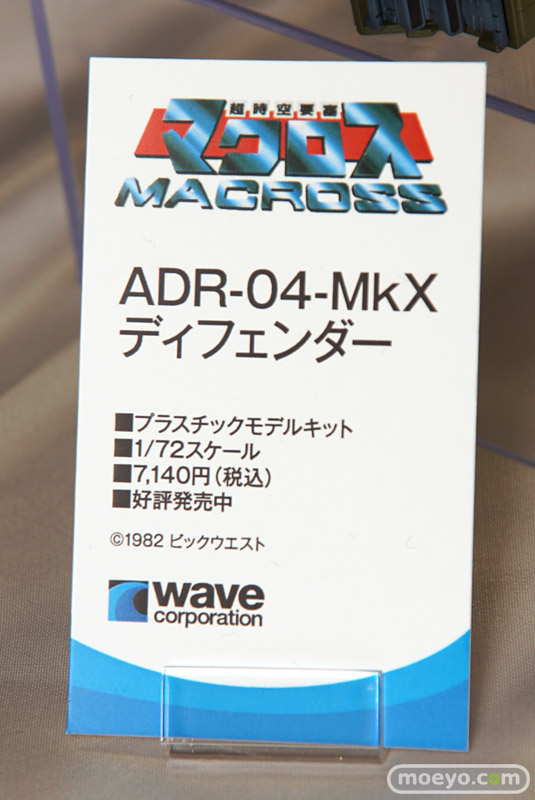 超時空要塞
マクロス
MACROSS
ADR-04-MkX
ディフェンダー
■プラスチックモデルキット
■1/72スケール
■7,140円(税込)
■好評発売中
©1982 ビックウエスト
wave
corporation
moeyo.com